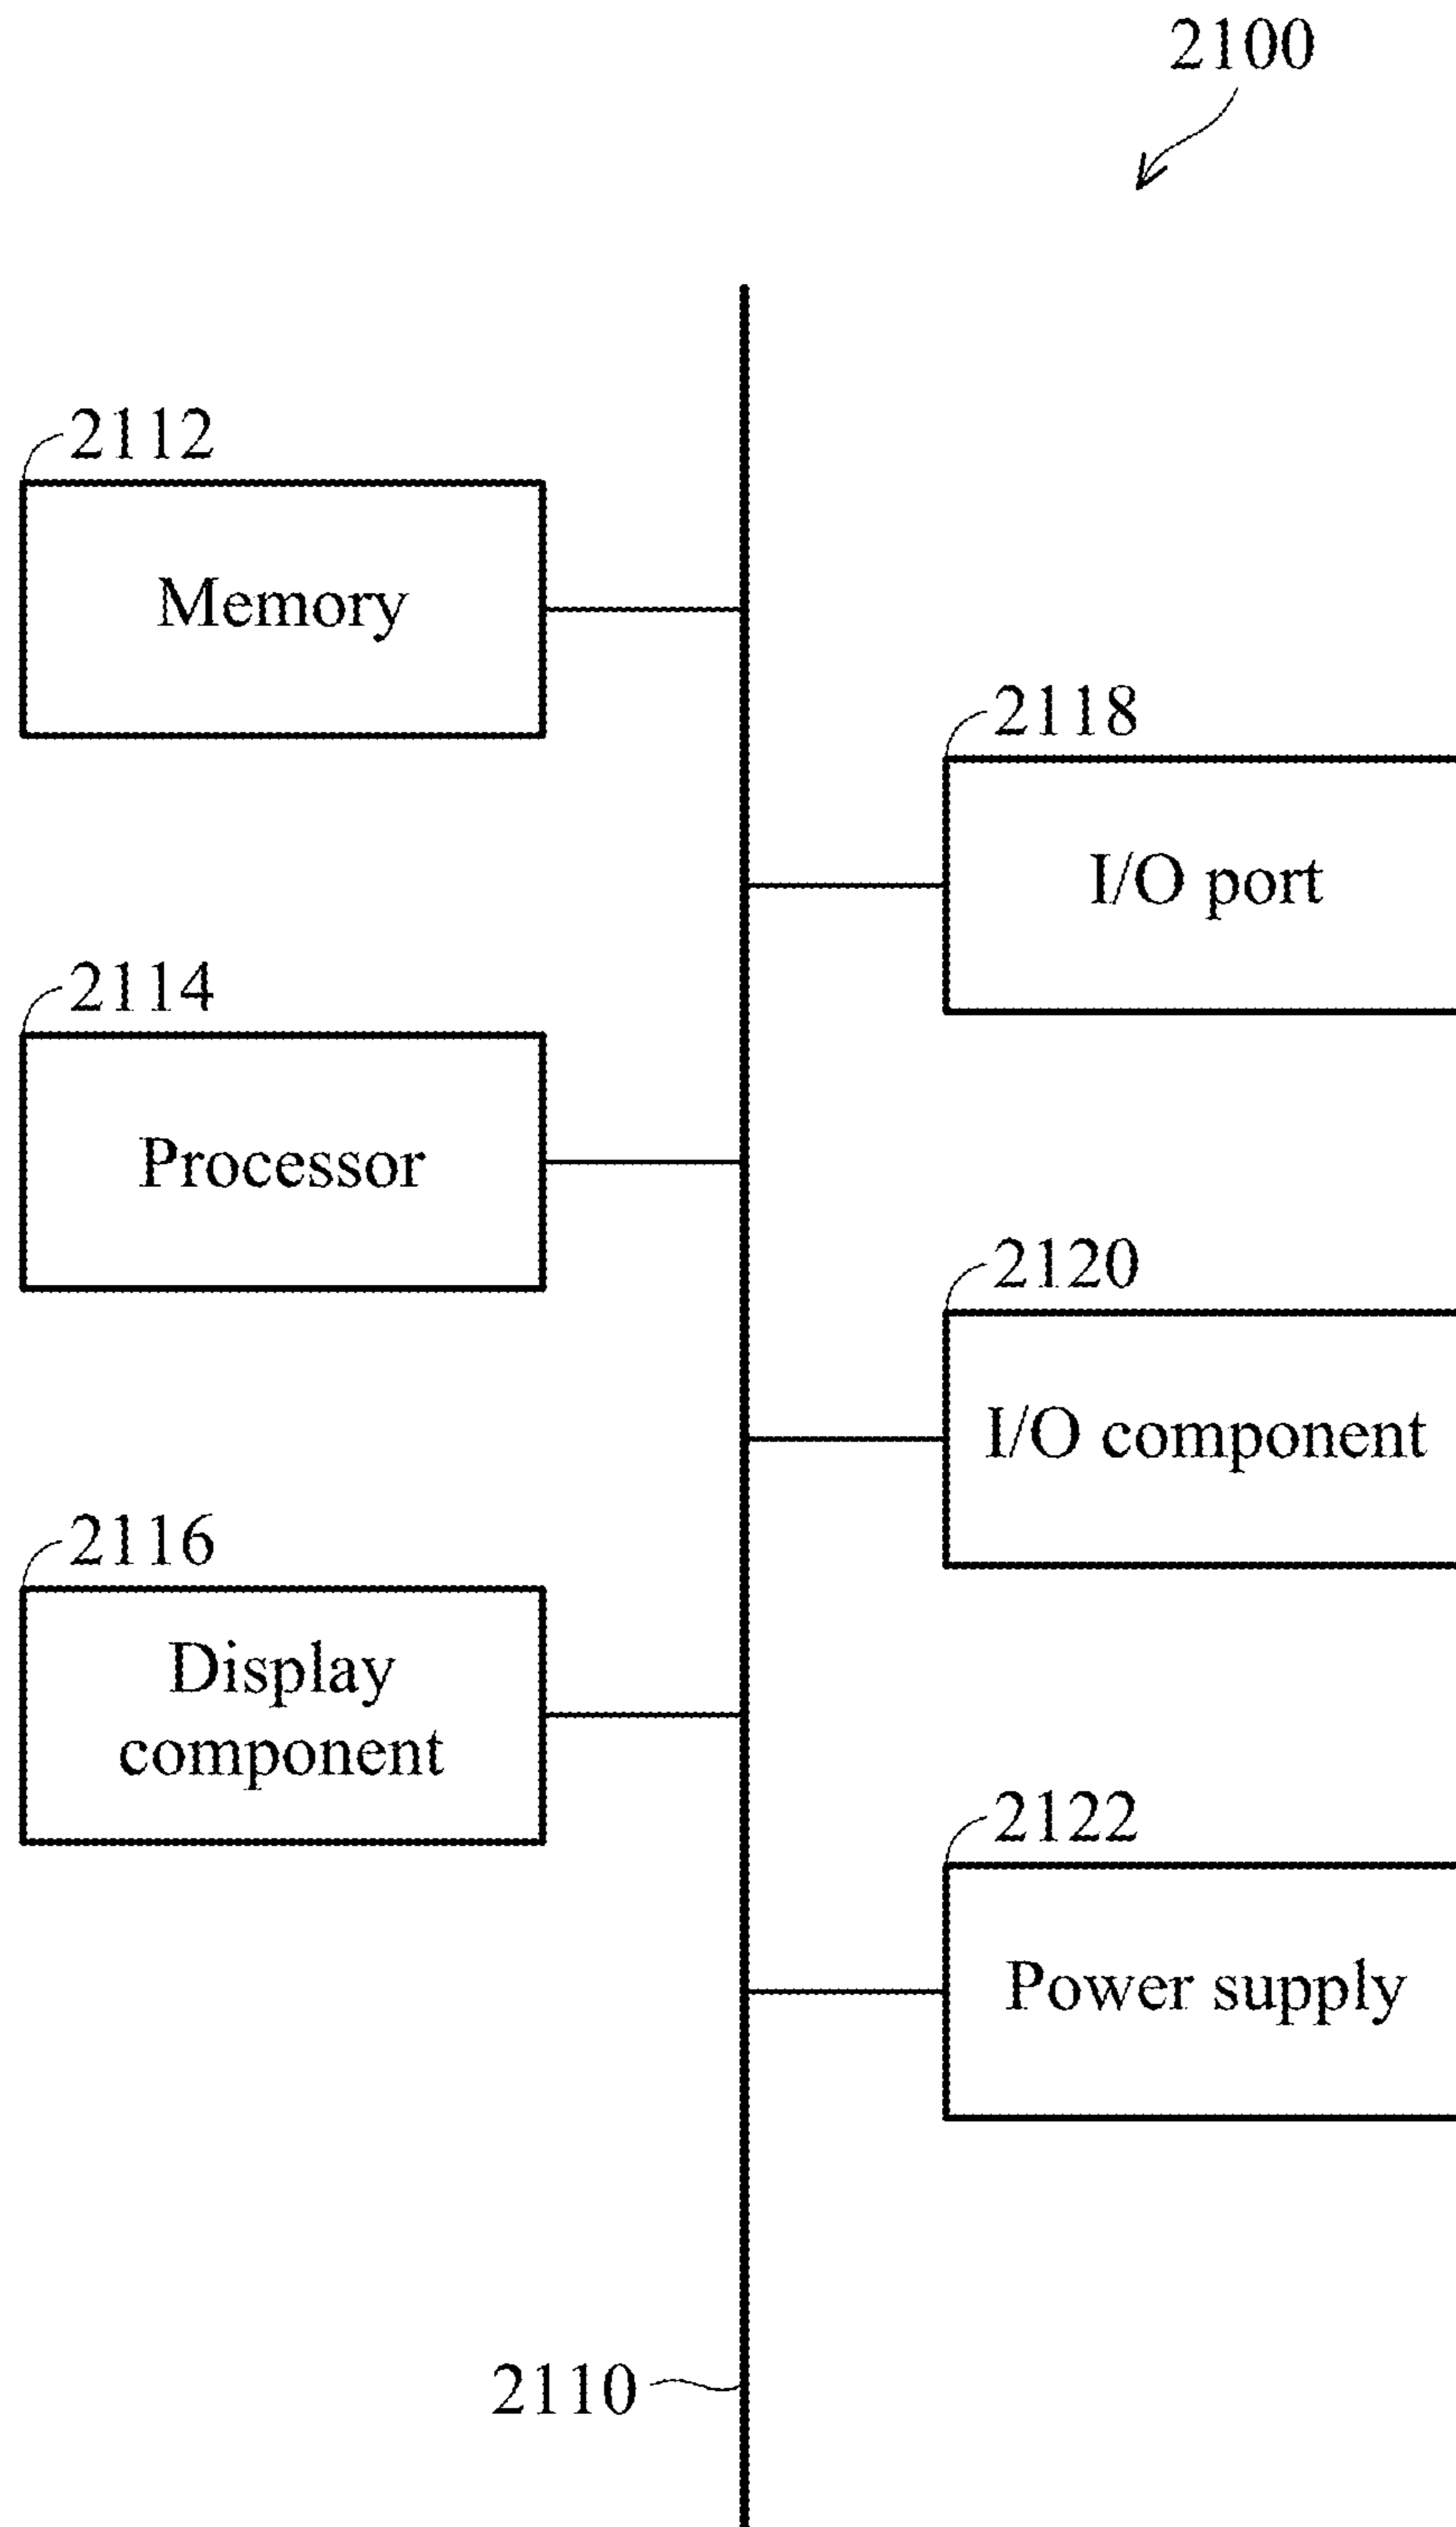 2100
2112
Memory
2118
I/O port
2114
Processor
2120
I/O component
2116
Display
component
2122
Power supply
2110